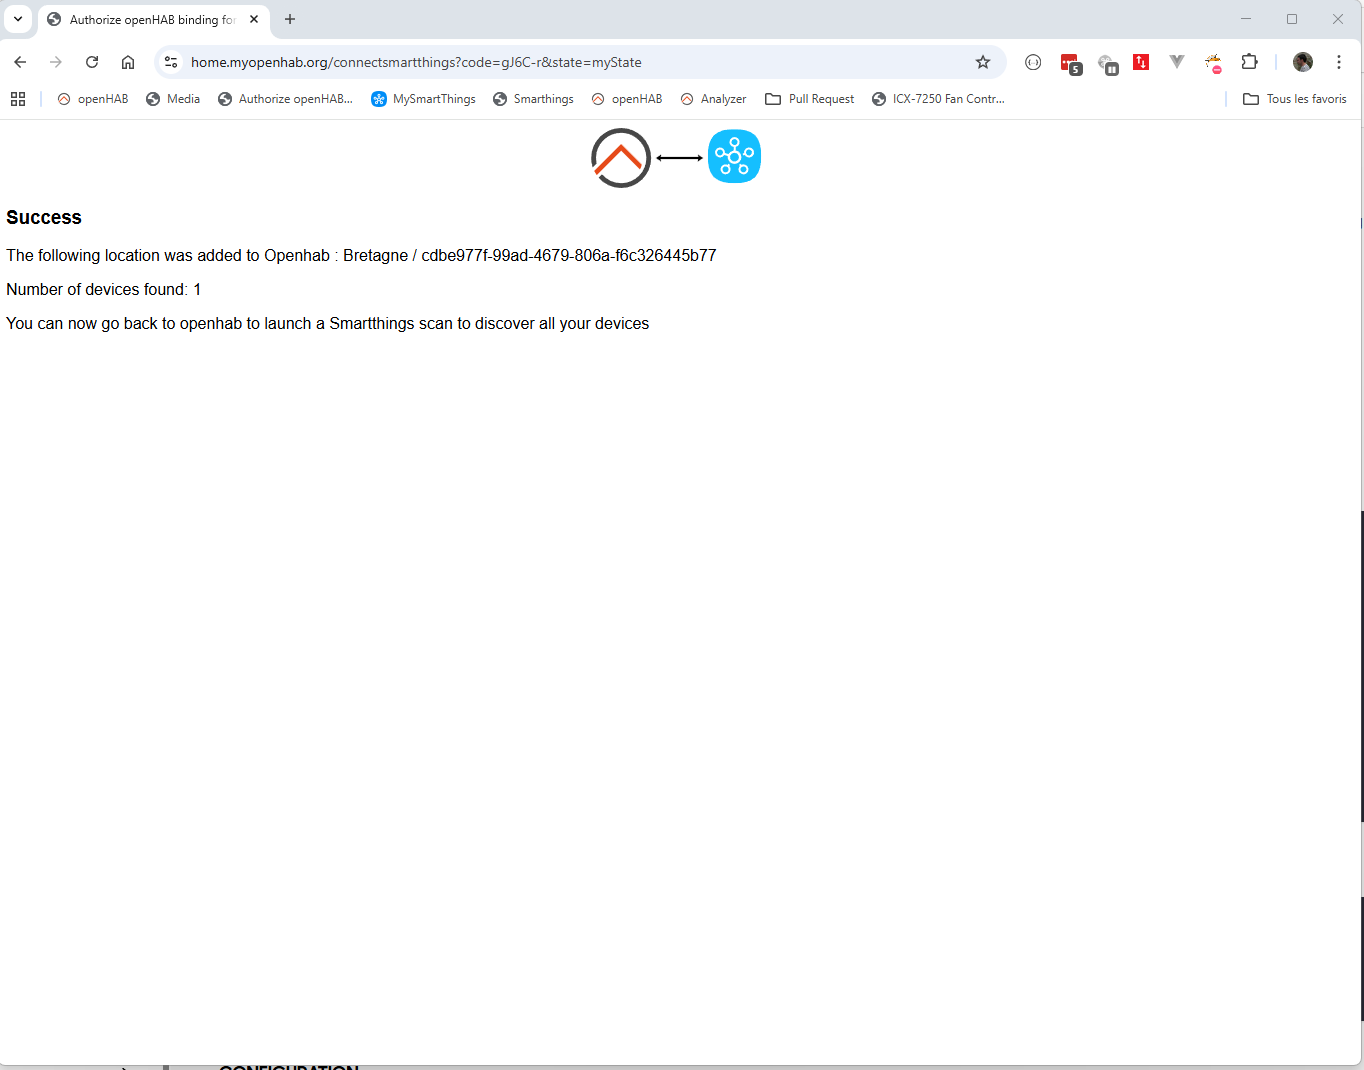 Authorize openHAB binding for
home.myopenhab.org/connectsmartthings?code=gJ6C-r&state=myState
5
openHAB
Media
Authorize openHAB...
MySmartThings
Smarthings
openHAB
Analyzer
Pull Request
ICX-7250 Fan Contr...
Tous les favoris
Success
The following location was added to Openhab : Bretagne / cdbe977f-99ad-4679-806a-f6c326445b77
Number of devices found: 1
You can now go back to openhab to launch a Smartthings scan to discover all your devices
CONFIGURATION